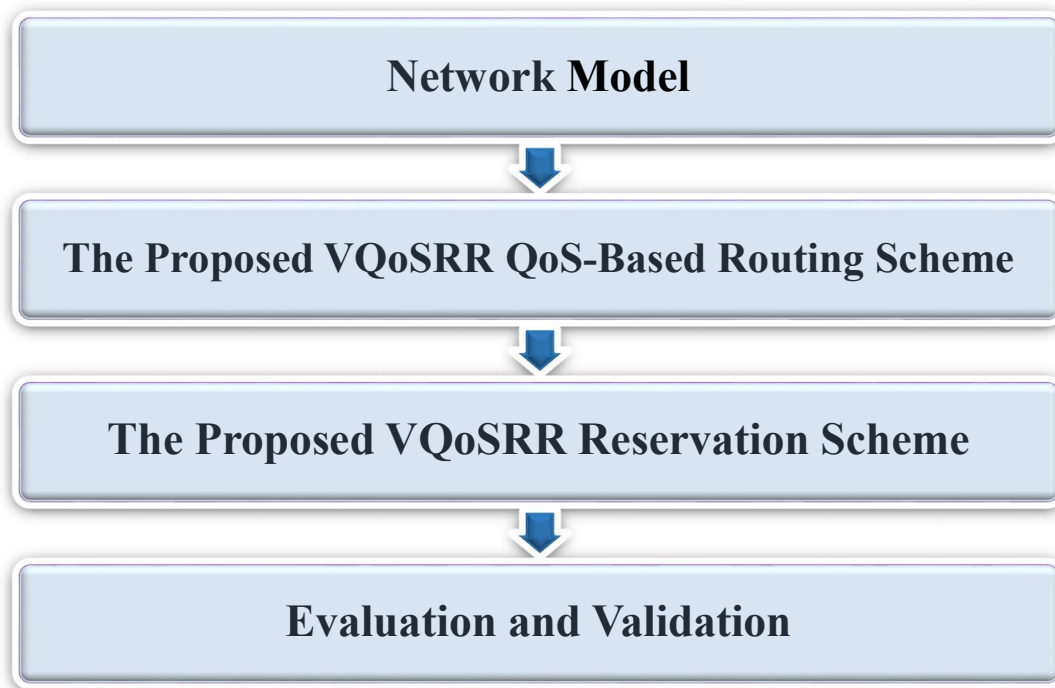 Network Model
The Proposed VQoSRR QoS-Based Routing Scheme
The Proposed VQoSRR Reservation Scheme
Evaluation and Validation